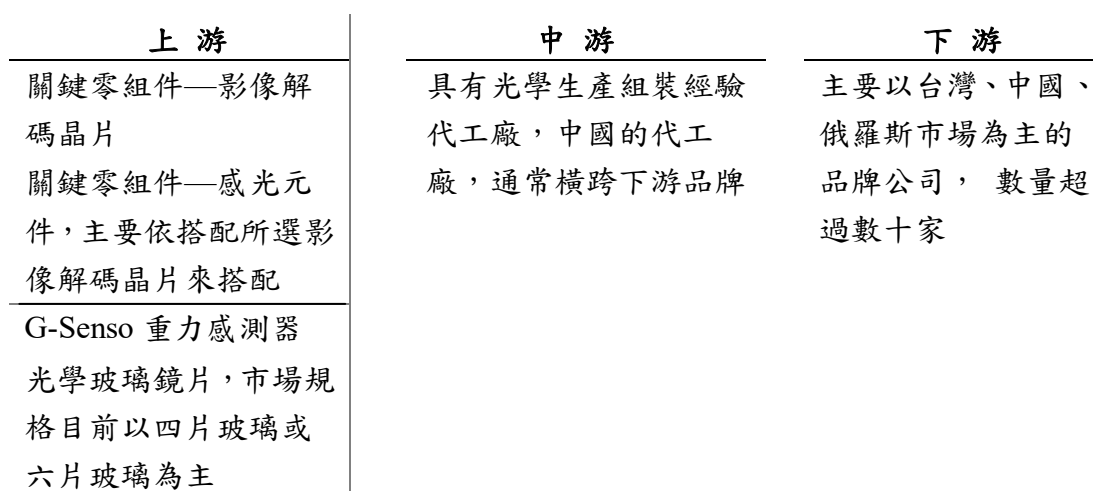 上 游
關鍵零組件—影像解
碼晶片
關鍵零組件—感光元
件，主要依搭配所選影
像解碼晶片來搭配
G-Senso 重力感測器
光學玻璃鏡片，市場規
格目前以四片玻璃或
六片玻璃為主
中 游
具有光學生產組裝經驗
代工廠，中國的代工
廠，通常橫跨下游品牌
下 游
主要以台灣、中國、
俄羅斯市場為主的
品牌公司， 數量超
過數十家